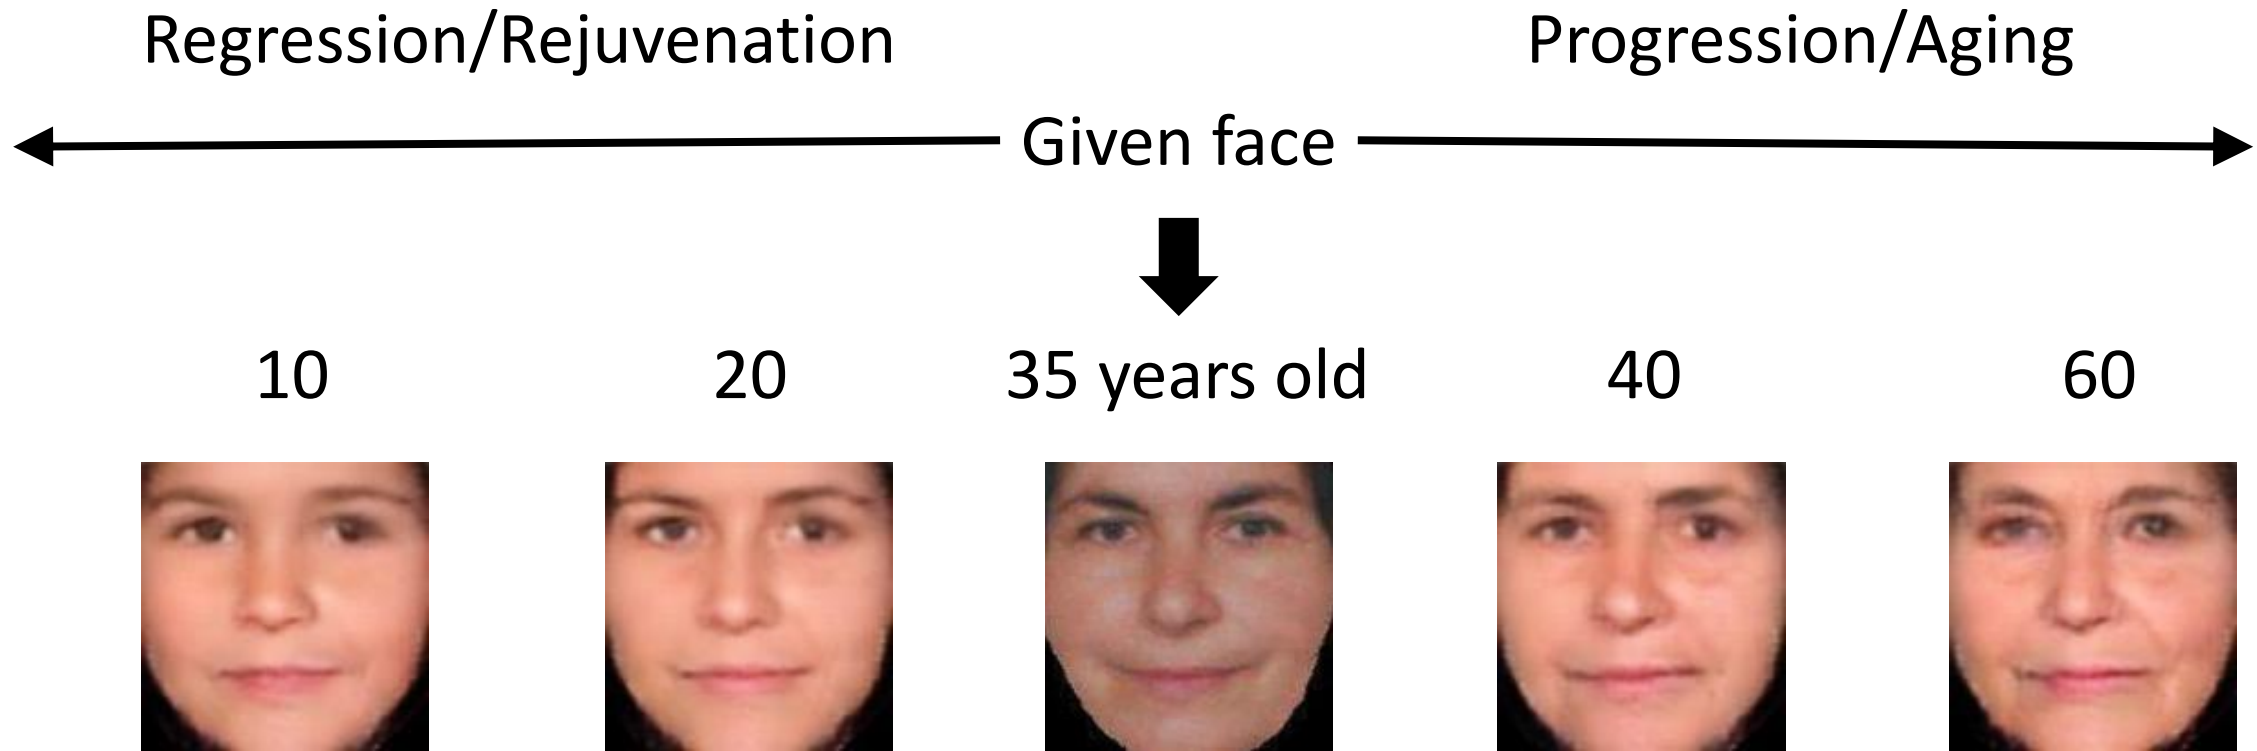 Regression/Rejuvenation
Progression/Aging
Given face
10
20
35 years old
40
60